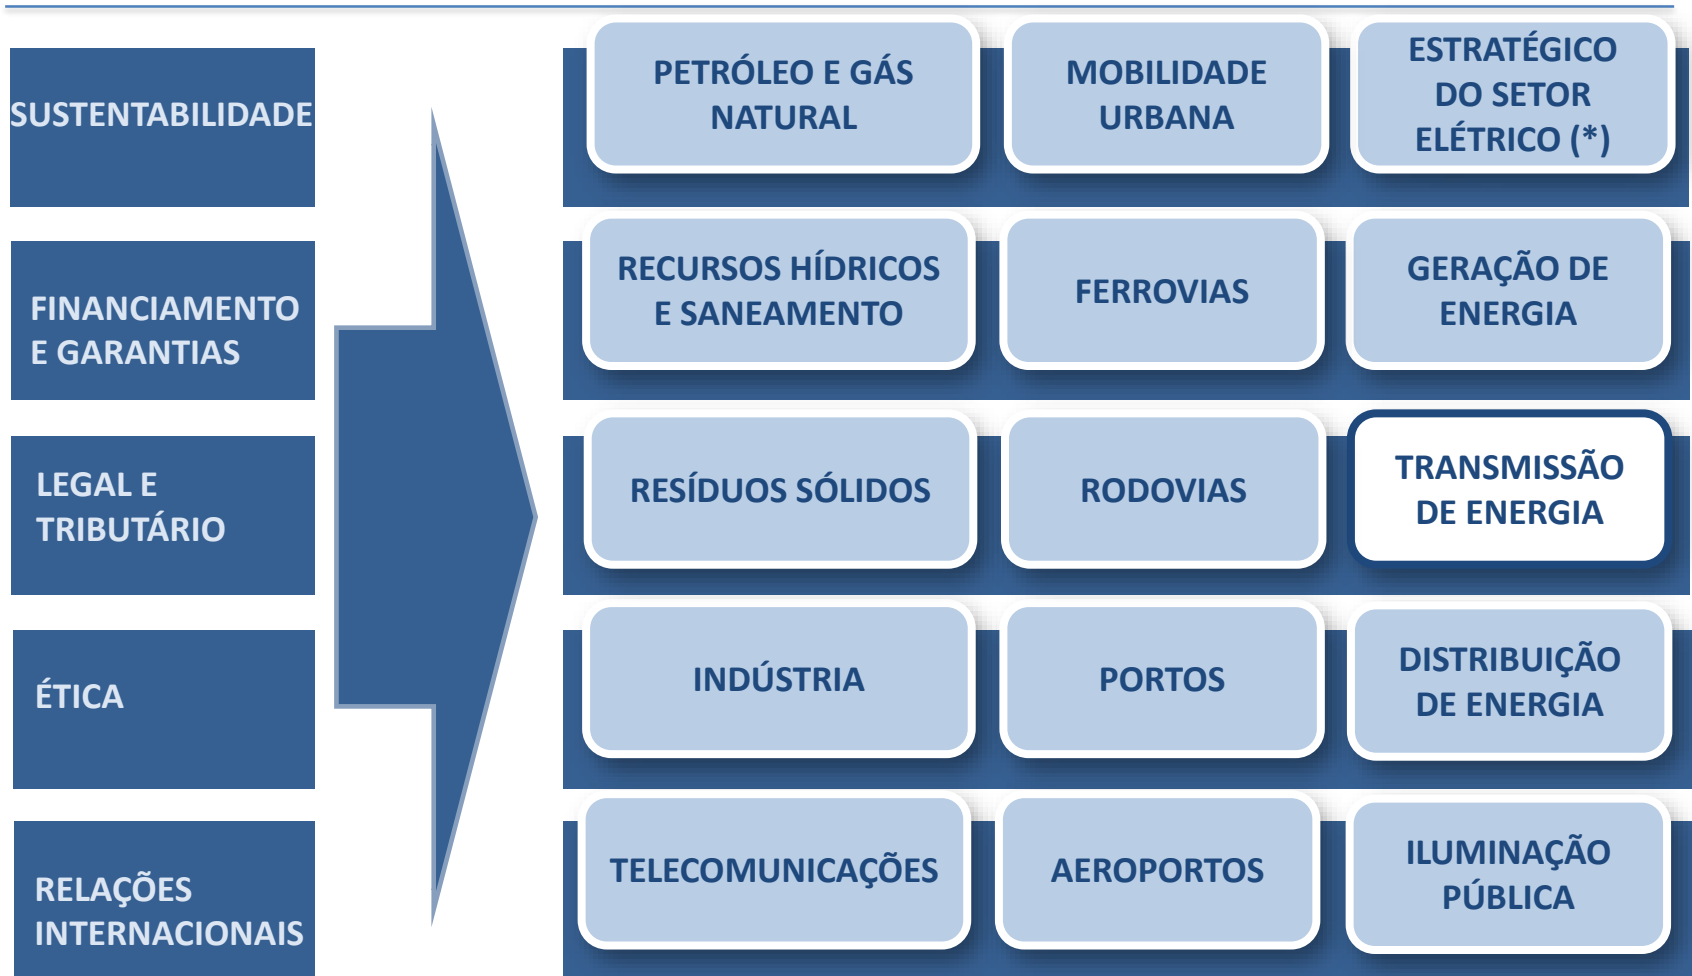 SUSTENTABILIDADE
FINANCIAMENTO
E GARANTIAS
LEGAL E
TRIBUTÁRIO
ÉTICA
RELAÇÕES
INTERNACIONAIS
PETRÓLEO E GÁS
NATURAL
MOBILIDADE
URBANA
ESTRATÉGICO
DO SETOR
ELÉTRICO (*)
RECURSOS HÍDRICOS
E SANEAMENTO
FERROVIAS
GERAÇÃO DE
ENERGIA
RESÍDUOS SÓLIDOS
RODOVIAS
TRANSMISSÃO
DE ENERGIA
INDÚSTRIA
PORTOS
DISTRIBUIÇÃO
DE ENERGIA
TELECOMUNICAÇÕES
AEROPORTOS
ILUMINAÇÃO
PÚBLICA